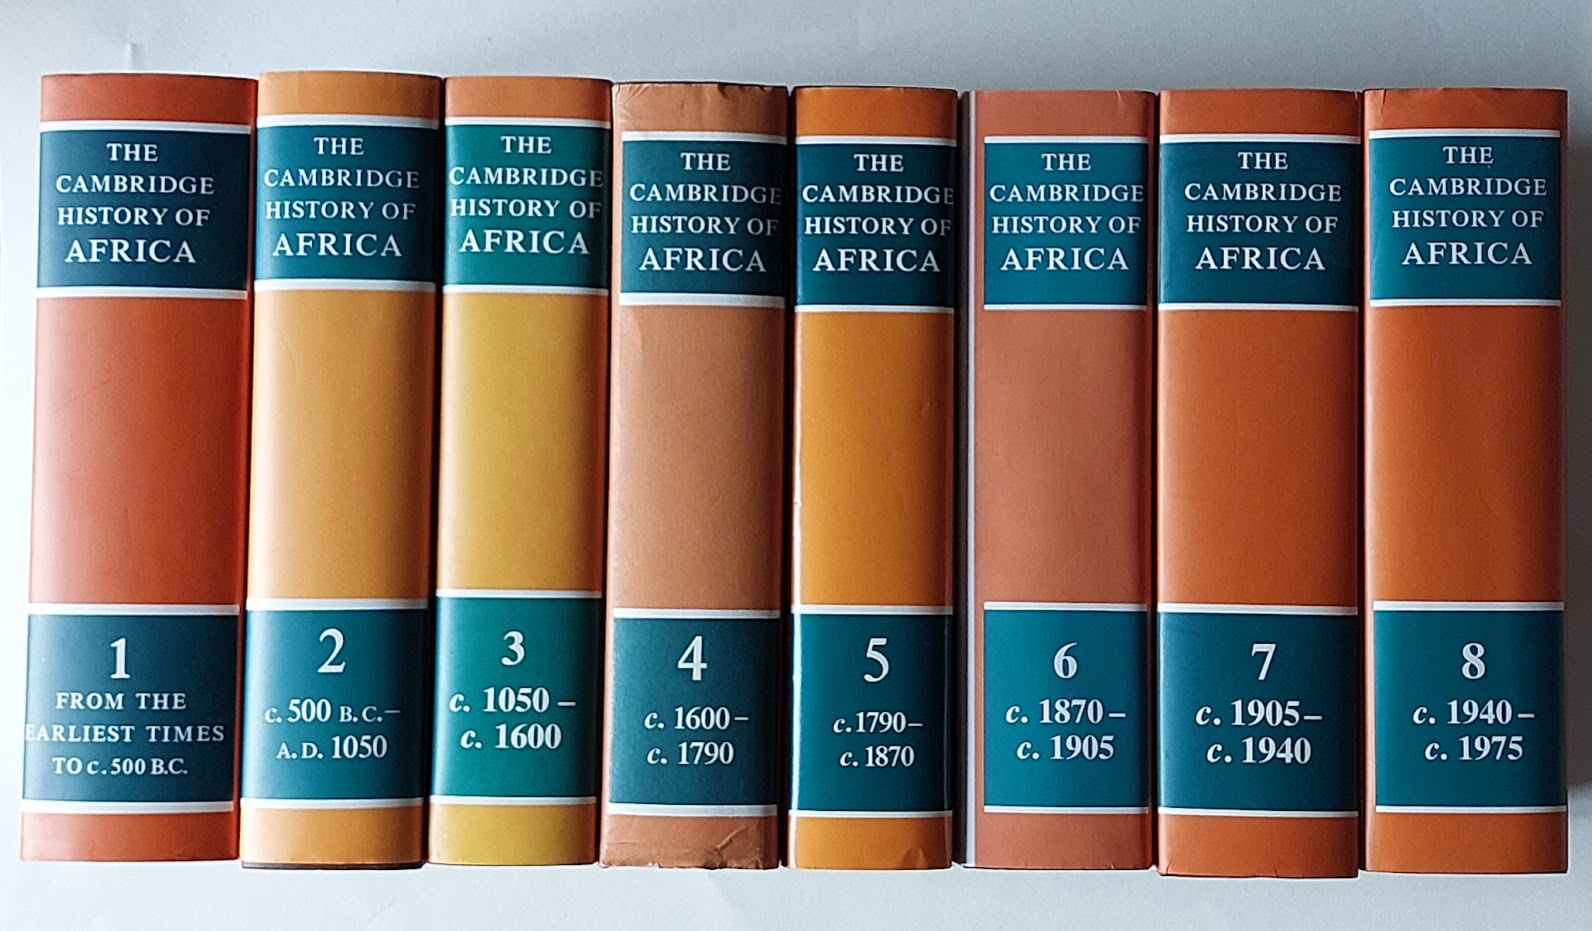 THE
CAMBRIDGE
HISTORY OF
AFRICA
1
FROM THE
EARLIEST TIMES
TO c. 500 B.C.
THE
CAMBRIDGE
HISTORY OF
AFRICA
2
c. 500 B.C.–
A.D. 1050
THE
CAMBRIDGE
HISTORY OF
AFRICA
3
c. 1050–
c. 1600
THE
CAMBRIDGE
HISTORY OF
AFRICA
4
c. 1600–
c. 1790
THE
CAMBRIDGE
HISTORY OF
AFRICA
5
c. 1790–
c. 1870
THE
CAMBRIDGE
HISTORY OF
AFRICA
6
c. 1870–
c. 1905
THE
CAMBRIDGE
HISTORY OF
AFRICA
7
c. 1905–
c. 1940
THE
CAMBRIDGE
HISTORY OF
AFRICA
8
c. 1940–
c. 1975